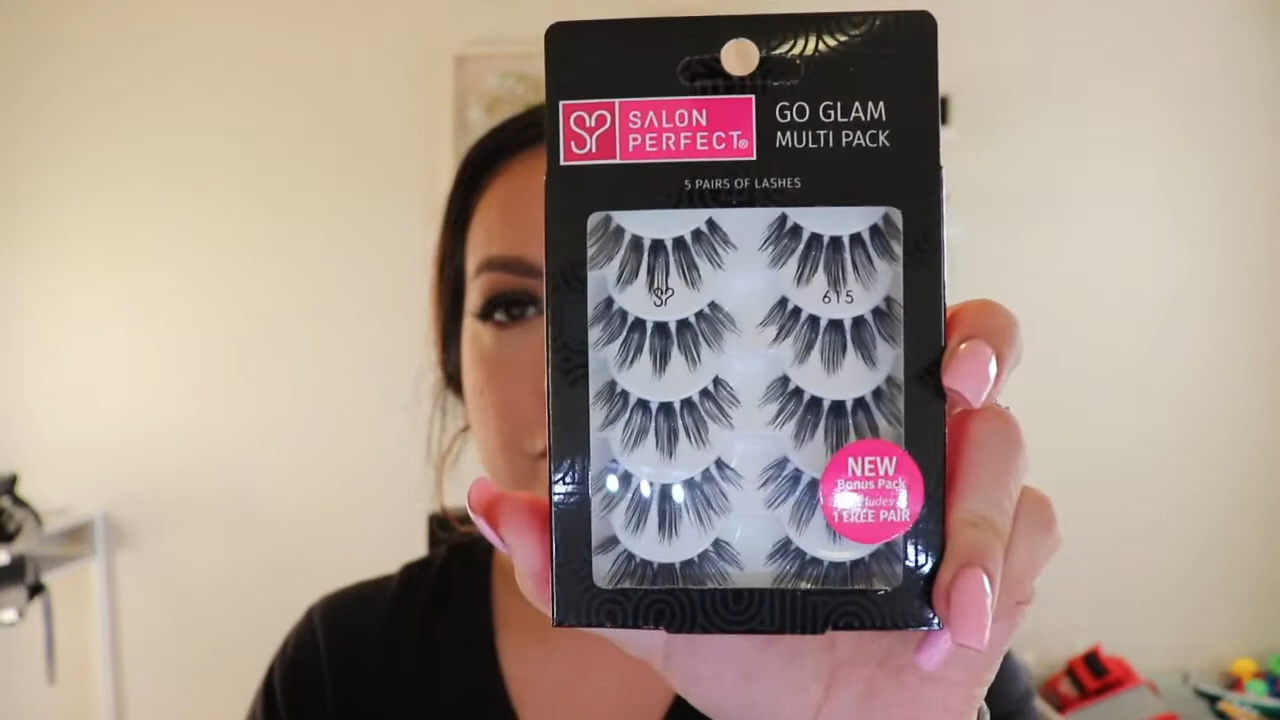 SP
SALON
PERFECT®
GO GLAM
MULTI PACK
5 PAIRS OF LASHES
SP
615
NEW
Bonus Pack
1 FREE PAIR